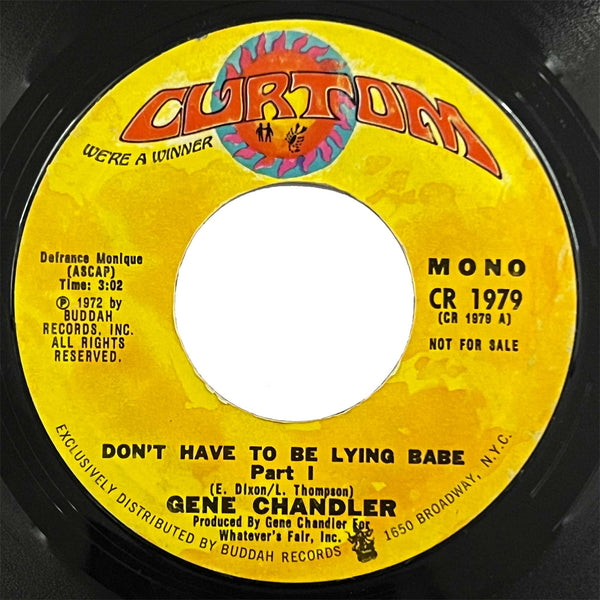 CURTOM
WE'RE A WINNER
Defrance Monique
(ASCAP)
Time: 3:02
Ⓟ 1972 by
BUDDAH
RECORDS, INC.
ALL RIGHTS
RESERVED.
MONO
CR 1979
(CR 1979 A)
NOT FOR SALE
DON'T HAVE TO BE LYING BABE
Part I
(E. Dixon/L. Thompson)
GENE CHANDLER
Produced By Gene Chandler For
Whatever's Fair, Inc.
EXCLUSIVELY DISTRIBUTED BY BUDDAH RECORDS 1650 BROADWAY, N.Y.C.